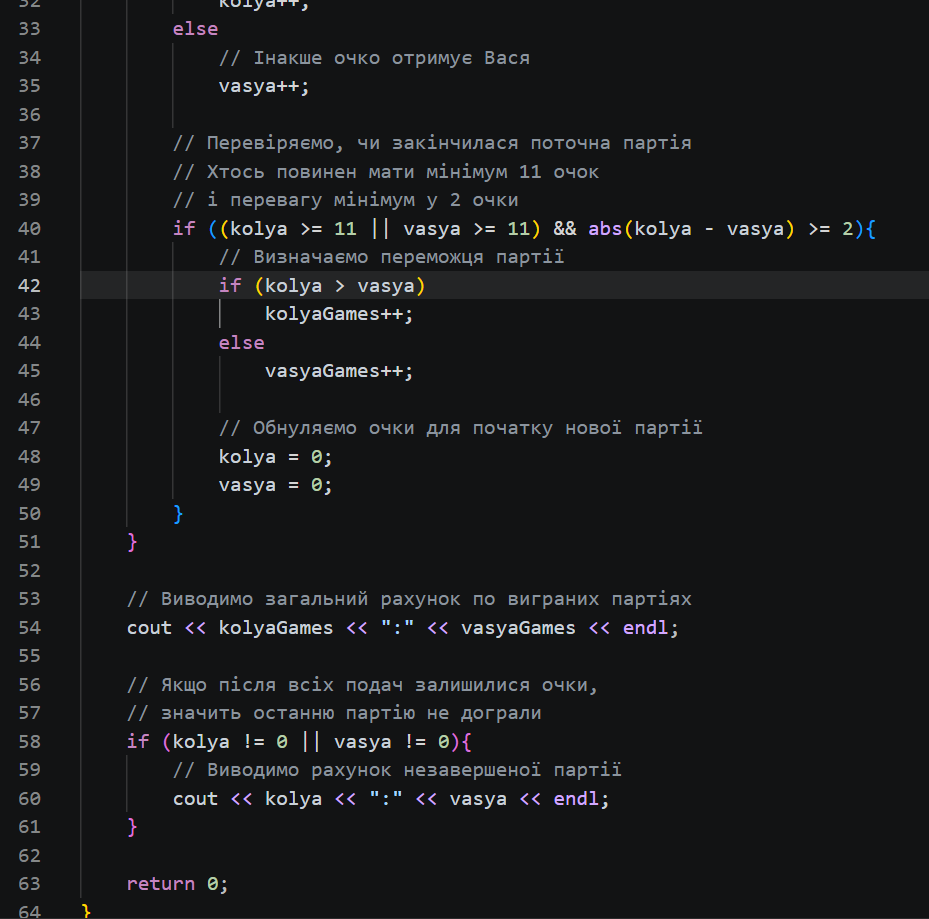 32 kolya++;
33 else
34 // Інакше очко отримує Вася
35 vasya++;
36
37 // Перевіряємо, чи закінчилася поточна партія
38 // Хтось повинен мати мінімум 11 очок
39 // і перевагу мінімум у 2 очки
40 if ((kolya >= 11 || vasya >= 11) && abs(kolya - vasya) >= 2){
41 // Визначаємо переможця партії
42 if (kolya > vasya)
43 kolyaGames++;
44 else
45 vasyaGames++;
46
47 // Обнуляємо очки для початку нової партії
48 kolya = 0;
49 vasya = 0;
50 }
51 }
52
53 // Виводимо загальний рахунок по виграних партіях
54 cout << kolyaGames << ":" << vasyaGames << endl;
55
56 // Якщо після всіх подач залишилися очки,
57 // значить останню партію не дограли
58 if (kolya != 0 || vasya != 0){
59 // Виводимо рахунок незавершеної партії
60 cout << kolya << ":" << vasya << endl;
61 }
62
63 return 0;
64 }